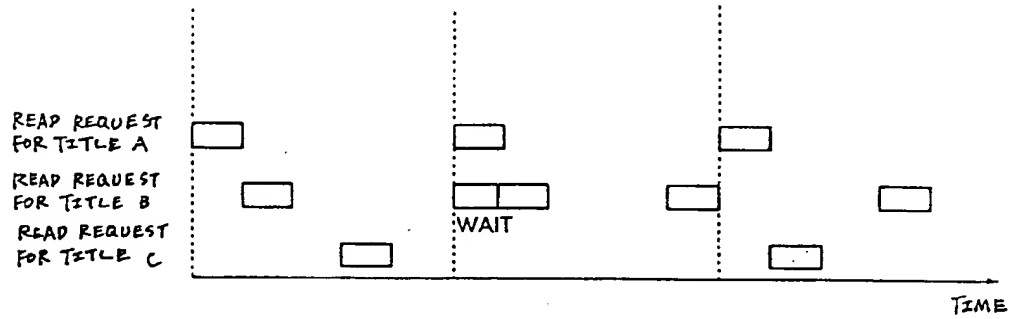 READ REQUEST
FOR TITLE A
READ REQUEST
FOR TITLE B
WAIT
READ REQUEST
FOR TITLE C
TIME